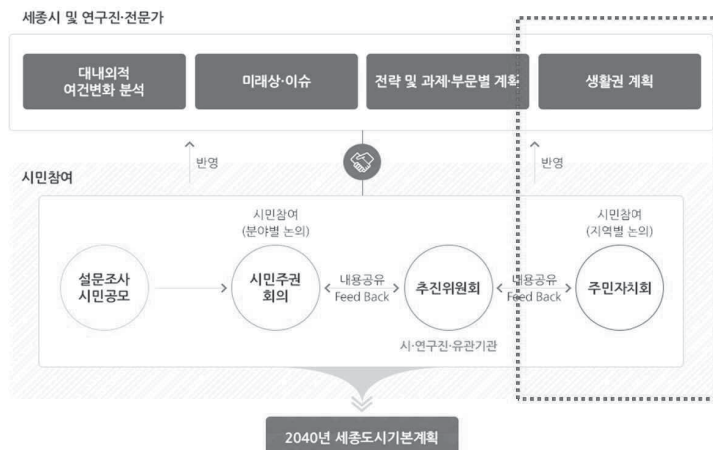 세종시 및 연구진·전문가
대내외적
여건변화 분석
미래상·이슈
전략 및 과제·부문별 계획
생활권 계획
반영
반영
시민참여
시민참여
(분야별 논의)
시민참여
(지역별 논의)
설문조사
시민공모
시민주권
회의
내용공유
Feed Back
추진위원회
내용공유
Feed Back
주민자치회
시·연구진·유관기관
2040년 세종도시기본계획